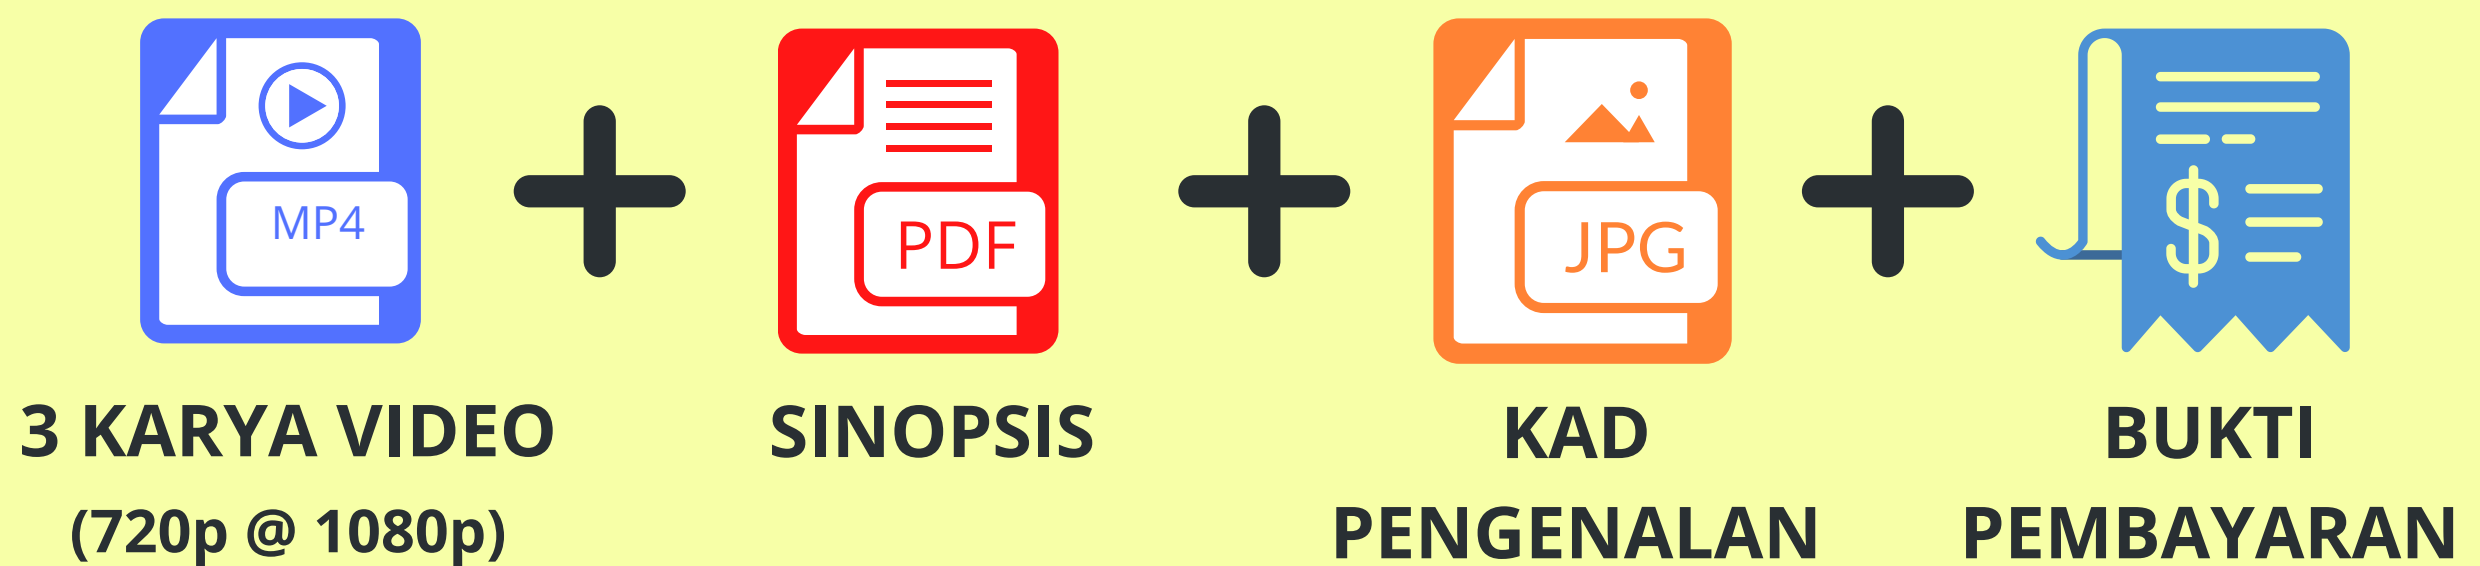 MP4
PDF
JPG
$
3 KARYA VIDEO
(720p @ 1080p)
SINOPSIS
KAD
PENGENALAN
BUKTI
PEMBAYARAN